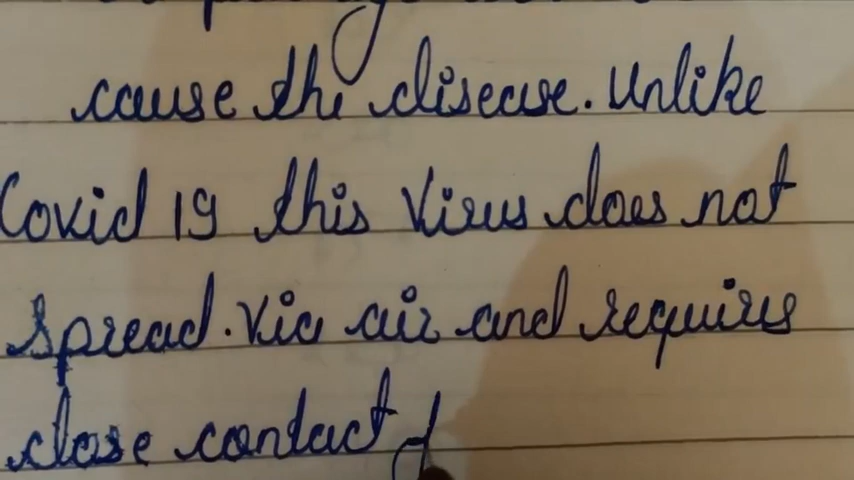 cause the disease. Unlike
Covid 19 this Virus does not
spread. Via air and requires
close contact